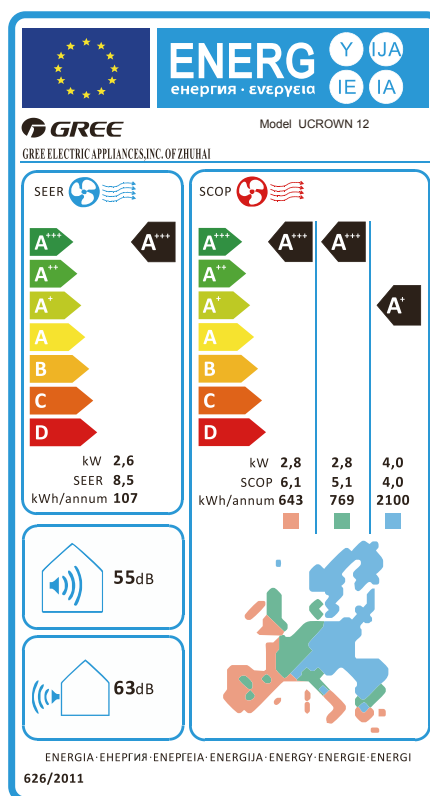 ENERG
енергия · ενεργεια
Y IJA
IE IA
GREE
Model UCROWN 12
GREE ELECTRIC APPLIANCES,INC. OF ZHUHAI
SEER
A+++
A+++
A++
A+
A
B
C
D
kW 2,6
SEER 8,5
kWh/annum 107
SCOP
A+++
A+++
A+++
A++
A+
A+
A
B
C
D
kW 2,8 2,8 4,0
SCOP 6,1 5,1 4,0
kWh/annum 643 769 2100
55dB
63dB
ENERGIA·ЕНЕРГИЯ·ΕΝΕΡΓΕΙΑ·ENERGIJA·ENERGY·ENERGIE·ENERGI
626/2011